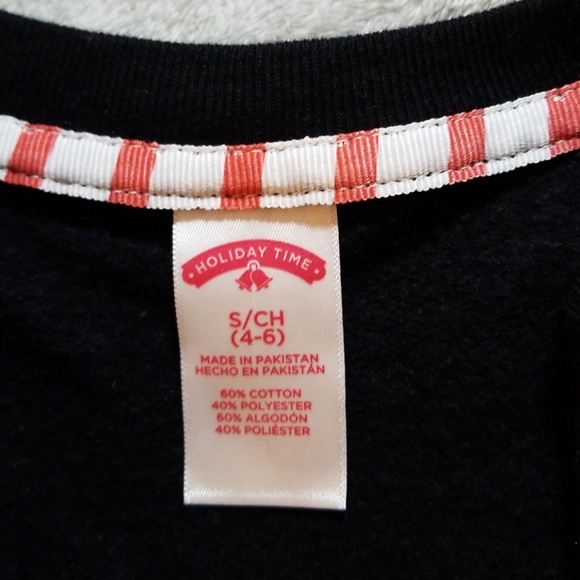 HOLIDAY TIME
S/CH
(4-6)
MADE IN PAKISTAN
HECHO EN PAKISTÁN
60% COTTON
40% POLYESTER
60% ALGODÓN
40% POLIÉSTER